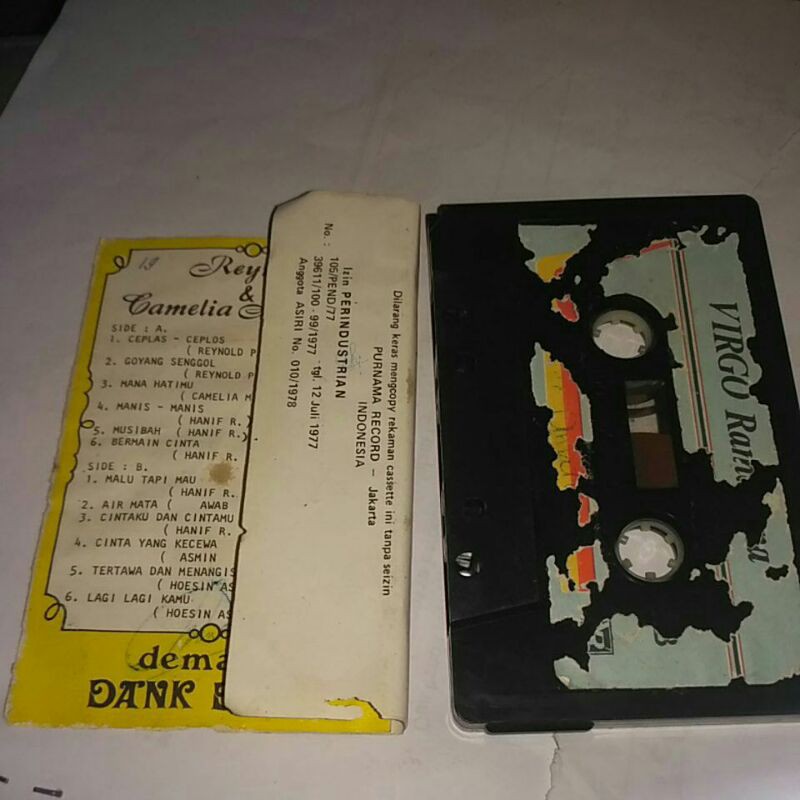 19
Rey
&
Camelia
SIDE : A.
1. CEPLAS - CEPLOS
( REYNOLD P
2. GOYANG SENGGOL
( REYNOLD P
3. MANA HATIMU
( CAMELIA M
4. MANIS - MANIS
( HANIF R.
5. MUSIBAH ( HANIF R.)
6. BERMAIN CINTA
( HANIF R.
SIDE : B.
1. MALU TAPI MAU
( HANIF R.
2. AIR MATA ( AWAB
3. CINTAKU DAN CINTAMU
( HANIF R.
4. CINTA YANG KECEWA
( ASMIN
5. TERTAWA DAN MENANGIS
( HOESIN AS
6. LAGI LAGI KAMU
( HOESIN AS
dema
DANK S
Dilarang keras mengcopy rekaman cassette ini tanpa seizin
PURNAMA RECORD – Jakarta
INDONESIA
Izin PERINDUSTRIAN
No. : 105/PEND/77
39611/100 - 99/1977 tgl. 12 Juli 1977
Anggota ASIRI No. 010/1978
VIRGO Rama
a
B